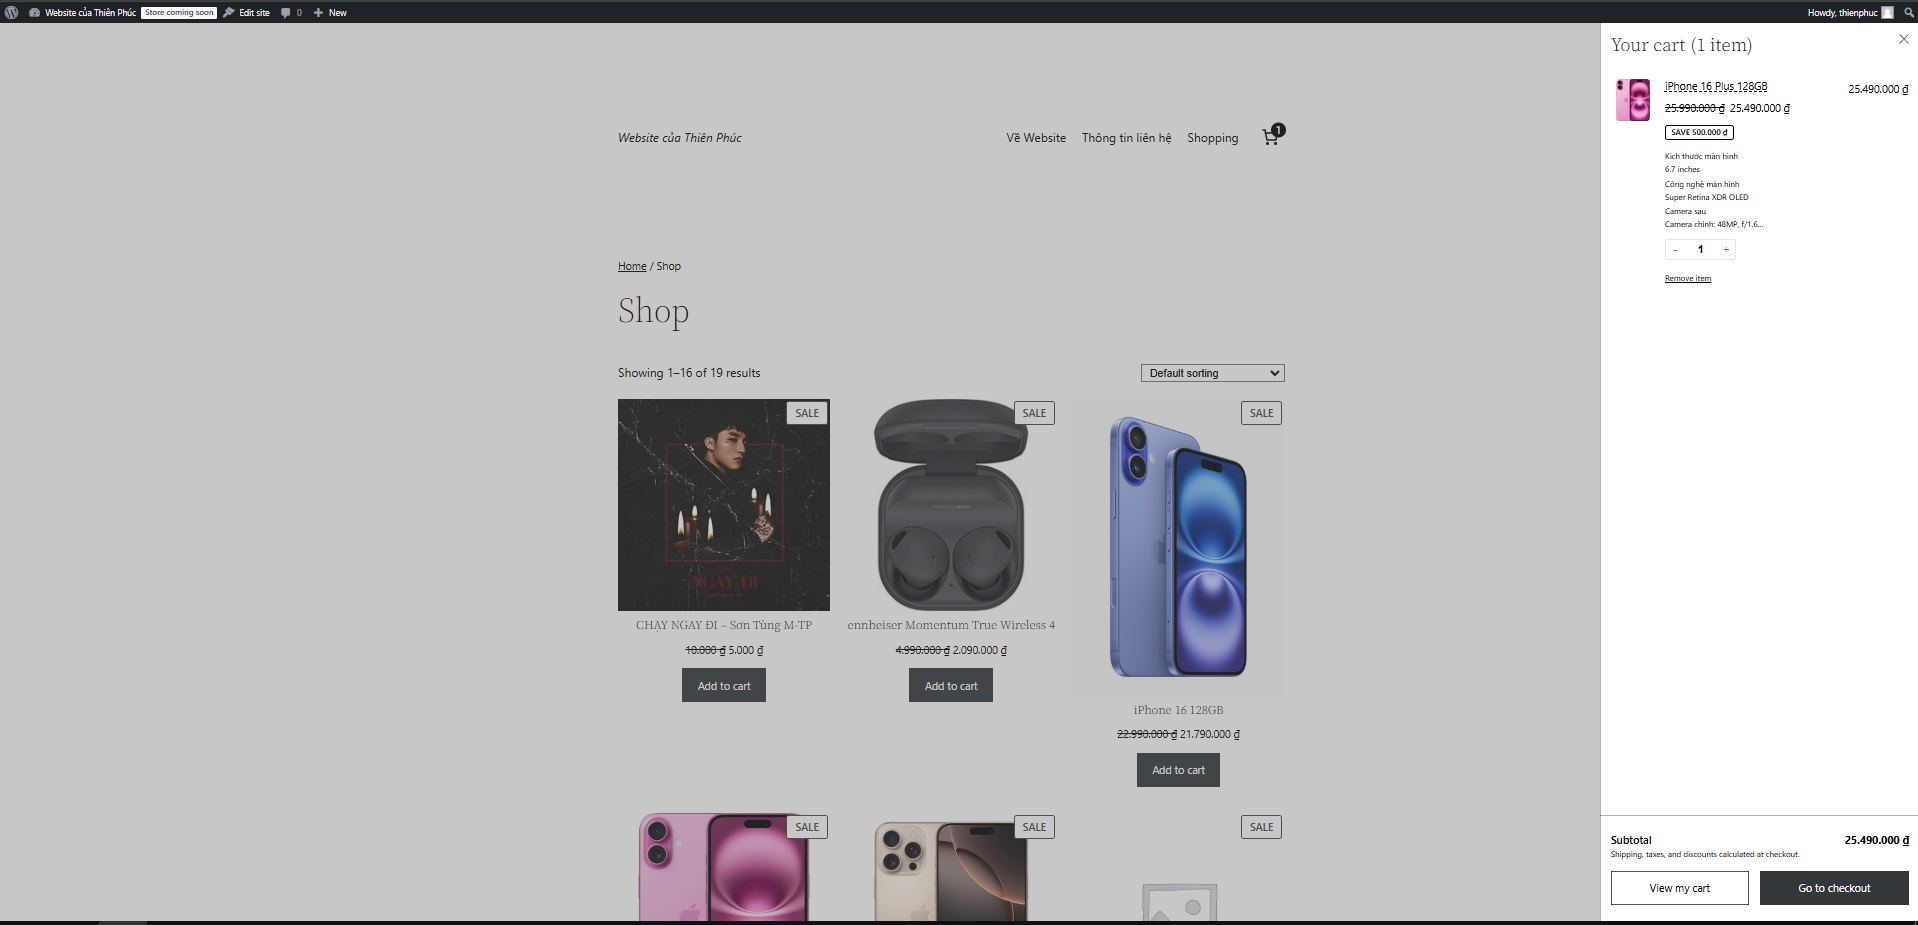 Website của Thiên Phúc
Store coming soon
Edit site
0
New
Howdy, thienphuc
Website của Thiên Phúc
Về Website
Thông tin liên hệ
Shopping
1
Home / Shop
Shop
Showing 1–16 of 19 results
Default sorting
SALE
SALE
SALE
NGAY ĐI
CHẠY NGAY ĐI – Sơn Tùng M-TP
10.000 ₫ 5.000 ₫
Add to cart
ennheiser Momentum True Wireless 4
4.990.000 ₫ 2.090.000 ₫
Add to cart
iPhone 16 128GB
22.990.000 ₫ 21.790.000 ₫
Add to cart
SALE
SALE
SALE
Your cart (1 item)
iPhone 16 Plus 128GB
25.490.000 ₫
25.990.000 ₫ 25.490.000 ₫
SAVE 500.000 ₫
Kích thước màn hình
6.7 inches
Công nghệ màn hình
Super Retina XDR OLED
Camera sau
Camera chính: 48MP, f/1.6...
- 1 +
Remove item
Subtotal
25.490.000 ₫
Shipping, taxes, and discounts calculated at checkout.
View my cart
Go to checkout